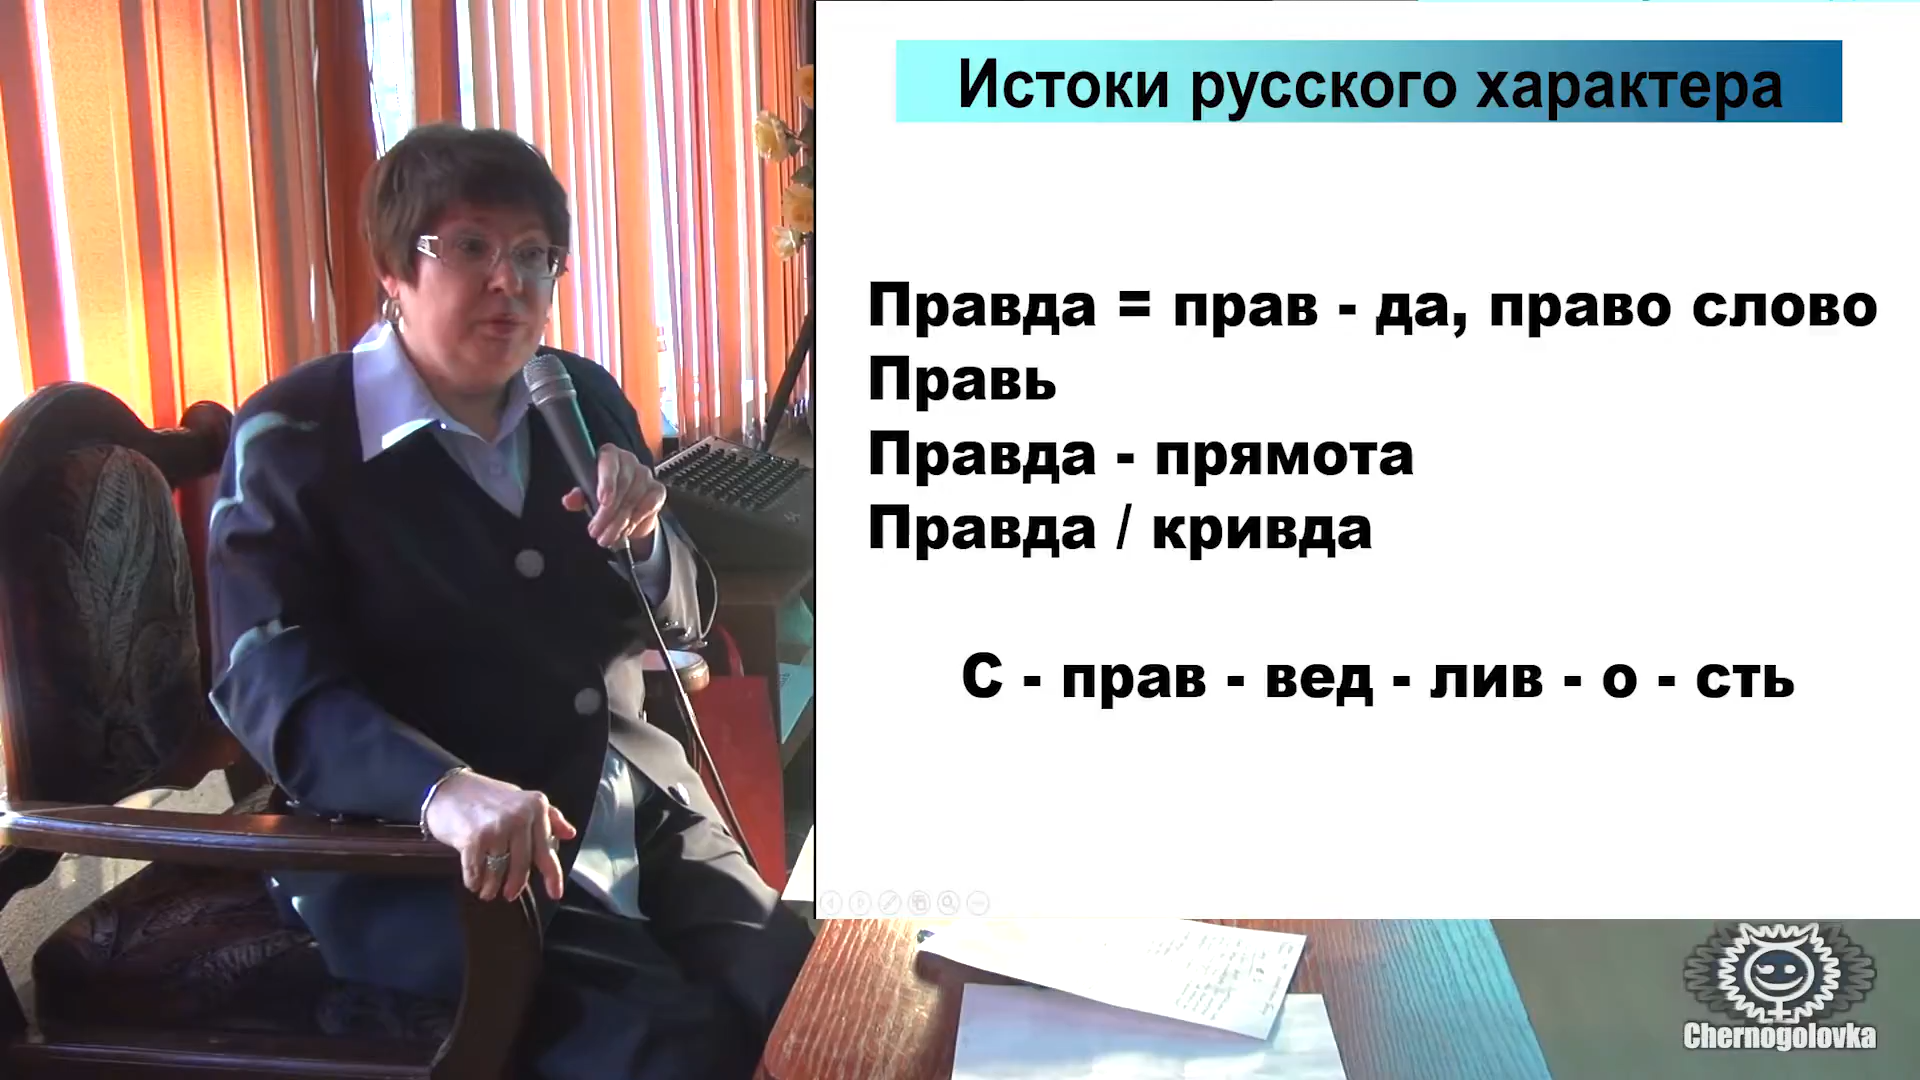 Истоки русского характера
Правда = прав - да, право слово
Правь
Правда - прямота
Правда / кривда
С - прав - вед - лив - о - сть
Chernogolovka